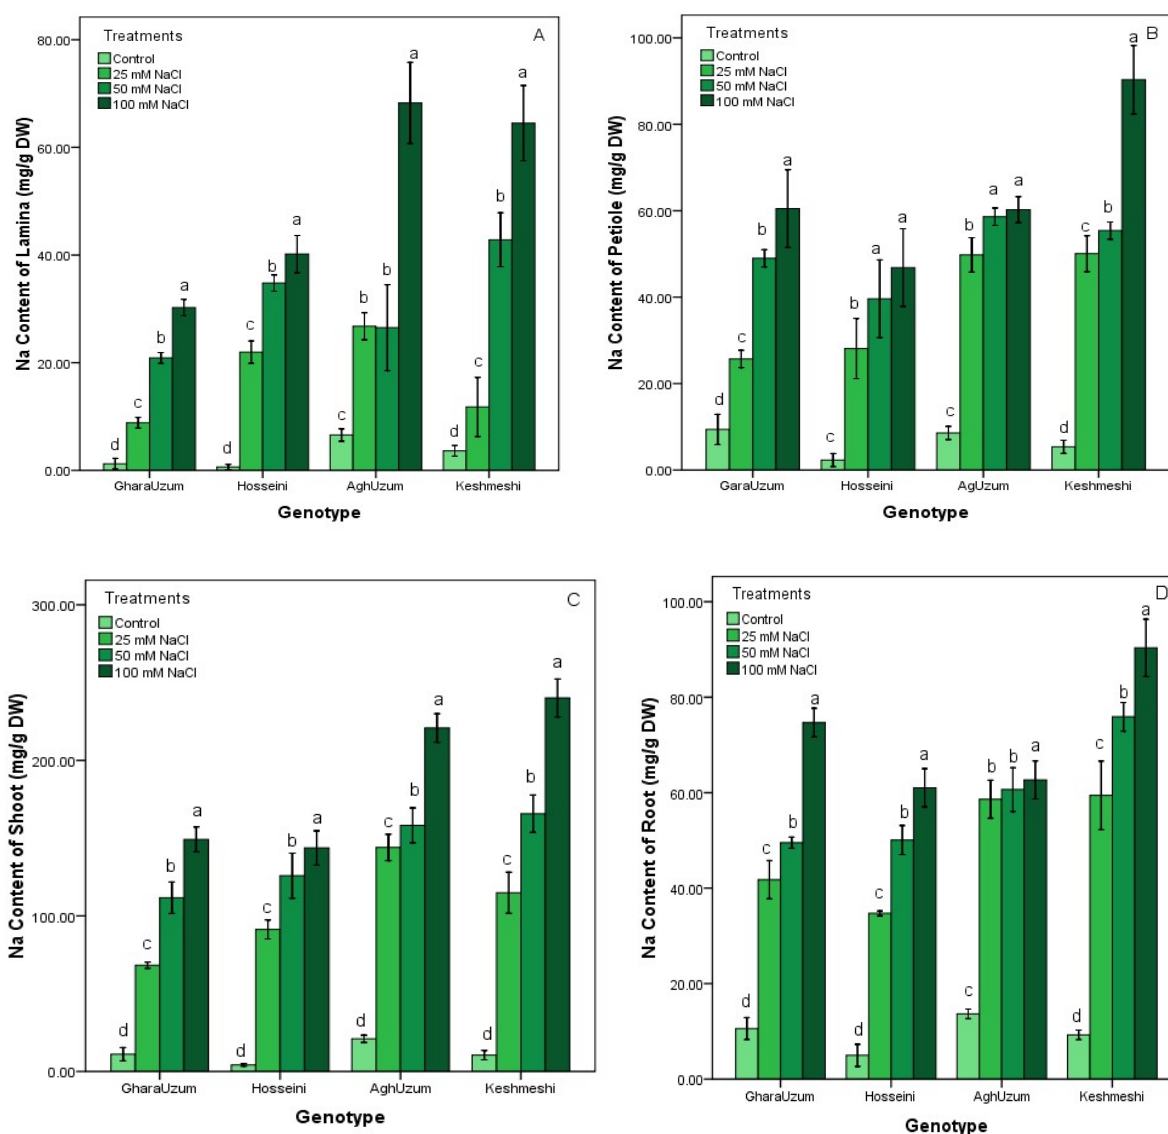 Treatments
Control
25 mM NaCl
50 mM NaCl
100 mM NaCl
A
Na Content of Lamina (mg/g DW)
80.00
60.00
40.00
20.00
0.00
d c b a
d c b a
c b b a
d c b a
GharaUzum Hosseini AghUzum Keshmeshi
Genotype
Treatments
Control
25 mM NaCl
50 mM NaCl
100 mM NaCl
B
Na Content of Petiole (mg/g DW)
100.00
80.00
60.00
40.00
20.00
0.00
d c b a
c b a a
c b a a
d c b a
GaraUzum Hosseini AgUzum Keshmeshi
Genotype
Treatments
Control
25 mM NaCl
50 mM NaCl
100 mM NaCl
C
Na Content of Shoot (mg/g DW)
300.00
200.00
100.00
0.00
d c b a
d c b a
d c b a
d c b a
GharaUzum Hosseini AghUzum Keshmeshi
Genotype
Treatments
Control
25 mM NaCl
50 mM NaCl
100 mM NaCl
D
Na Content of Root (mg/g DW)
100.00
80.00
60.00
40.00
20.00
0.00
d c b a
d c b a
c b b a
d c b a
GharaUzum Hosseini AghUzum Keshmeshi
Genotype